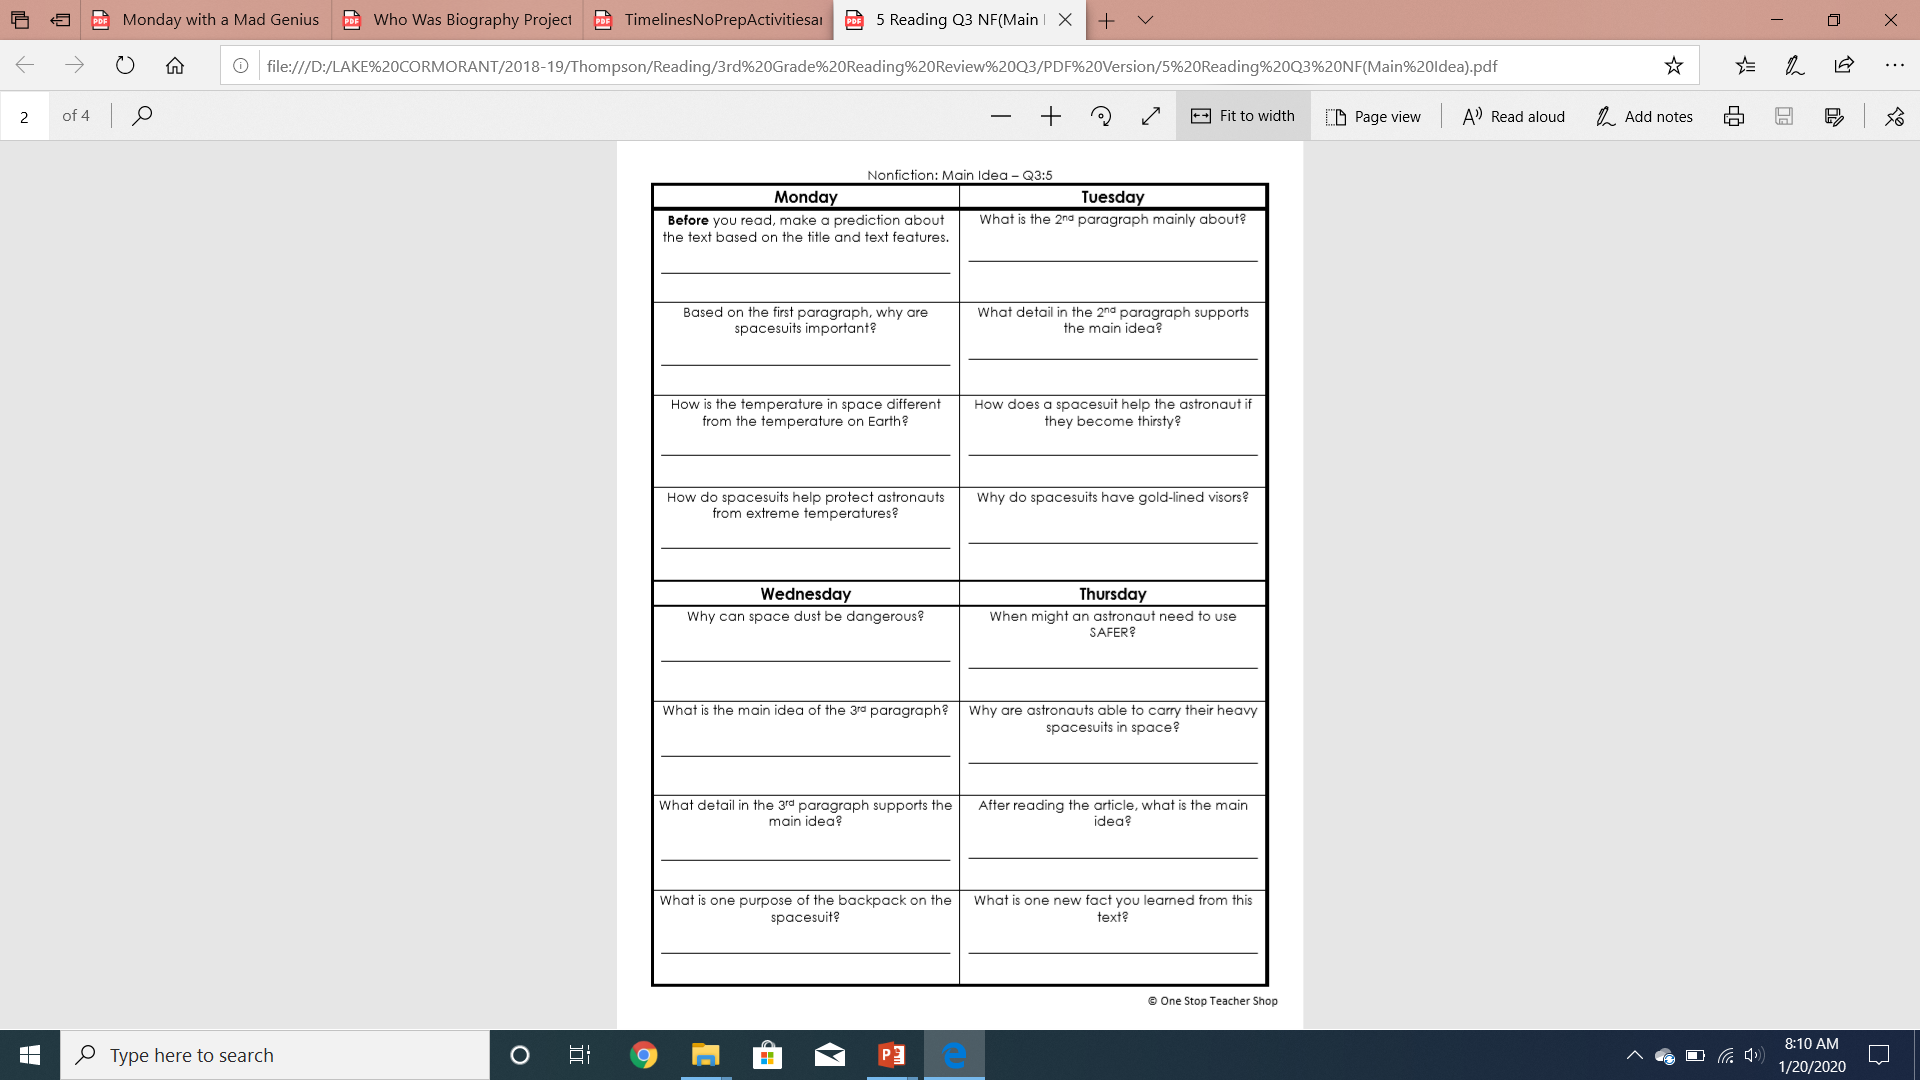 Monday with a Mad Genius
Who Was Biography Project
TimelinesNoPrepActivitiesar
5 Reading Q3 NF(Main
file:///D:/LAKE%20CORMORANT/2018-19/Thompson/Reading/3rd%20Grade%20Reading%20Review%20Q3/PDF%20Version/5%20Reading%20Q3%20NF(Main%20Idea).pdf
2 of 4
Fit to width
Page view
Read aloud
Add notes
Nonfiction: Main Idea – Q3:5
Monday
Before you read, make a prediction about
the text based on the title and text features.
Based on the first paragraph, why are
spacesuits important?
How is the temperature in space different
from the temperature on Earth?
How do spacesuits help protect astronauts
from extreme temperatures?
Tuesday
What is the 2nd paragraph mainly about?
What detail in the 2nd paragraph supports
the main idea?
How does a spacesuit help the astronaut if
they become thirsty?
Why do spacesuits have gold-lined visors?
Wednesday
Why can space dust be dangerous?
What is the main idea of the 3rd paragraph?
What detail in the 3rd paragraph supports the
main idea?
What is one purpose of the backpack on the
spacesuit?
Thursday
When might an astronaut need to use
SAFER?
Why are astronauts able to carry their heavy
spacesuits in space?
After reading the article, what is the main
idea?
What is one new fact you learned from this
text?
© One Stop Teacher Shop
Type here to search
8:10 AM
1/20/2020